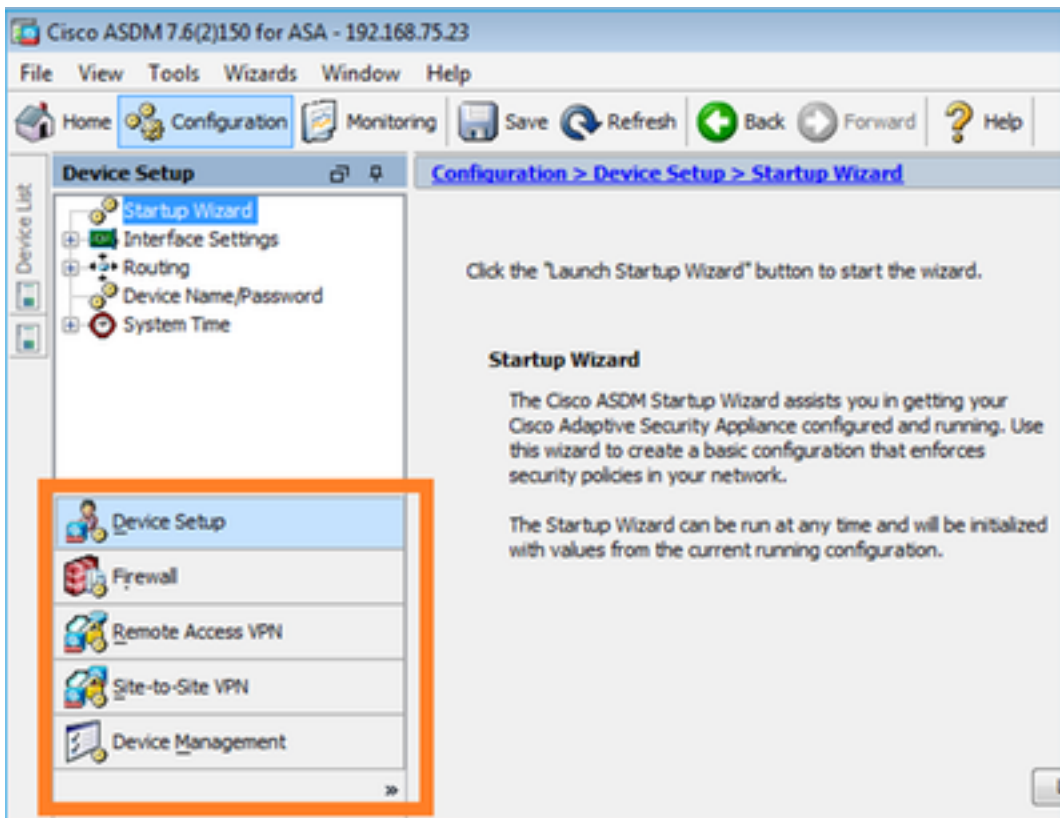 Cisco ASDM 7.6(2)150 for ASA - 192.168.75.23
File View Tools Wizards Window Help
Home Configuration Monitoring Save Refresh Back Forward Help
Device List
Device Setup
Startup Wizard
Interface Settings
Routing
Device Name/Password
System Time
Device Setup
Firewall
Remote Access VPN
Site-to-Site VPN
Device Management
»
Configuration > Device Setup > Startup Wizard
Click the "Launch Startup Wizard" button to start the wizard.
Startup Wizard
The Cisco ASDM Startup Wizard assists you in getting your
Cisco Adaptive Security Appliance configured and running. Use
this wizard to create a basic configuration that enforces
security policies in your network.
The Startup Wizard can be run at any time and will be initialized
with values from the current running configuration.